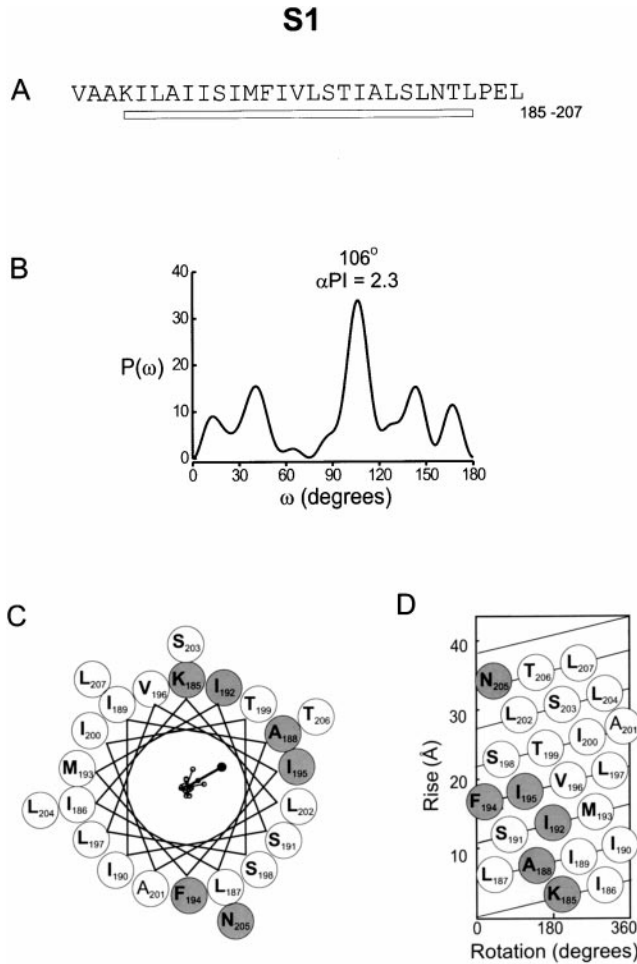 S1
A
VAAKILAIISIMFIVLSTIALSLNTLPEL
185 -207
B
106°
αPI = 2.3
40
30
20
10
0
P(ω)
0 30 60 90 120 150 180
ω (degrees)
C
S203
K185
I192
V196
L207
I189
T199
T206
I200
A188
M193
I195
L204
I186
L202
L197
S191
I190
S198
A201
F194
L187
N205
D
40
30
20
10
Rise (Å)
N205 T206 L207
L202 S203 L204
S198 T199 I200 A201
F194 I195 V196 L197
S191 I192 M193
L187 A188 I189 I190
K185 I186
0 180 360
Rotation (degrees)